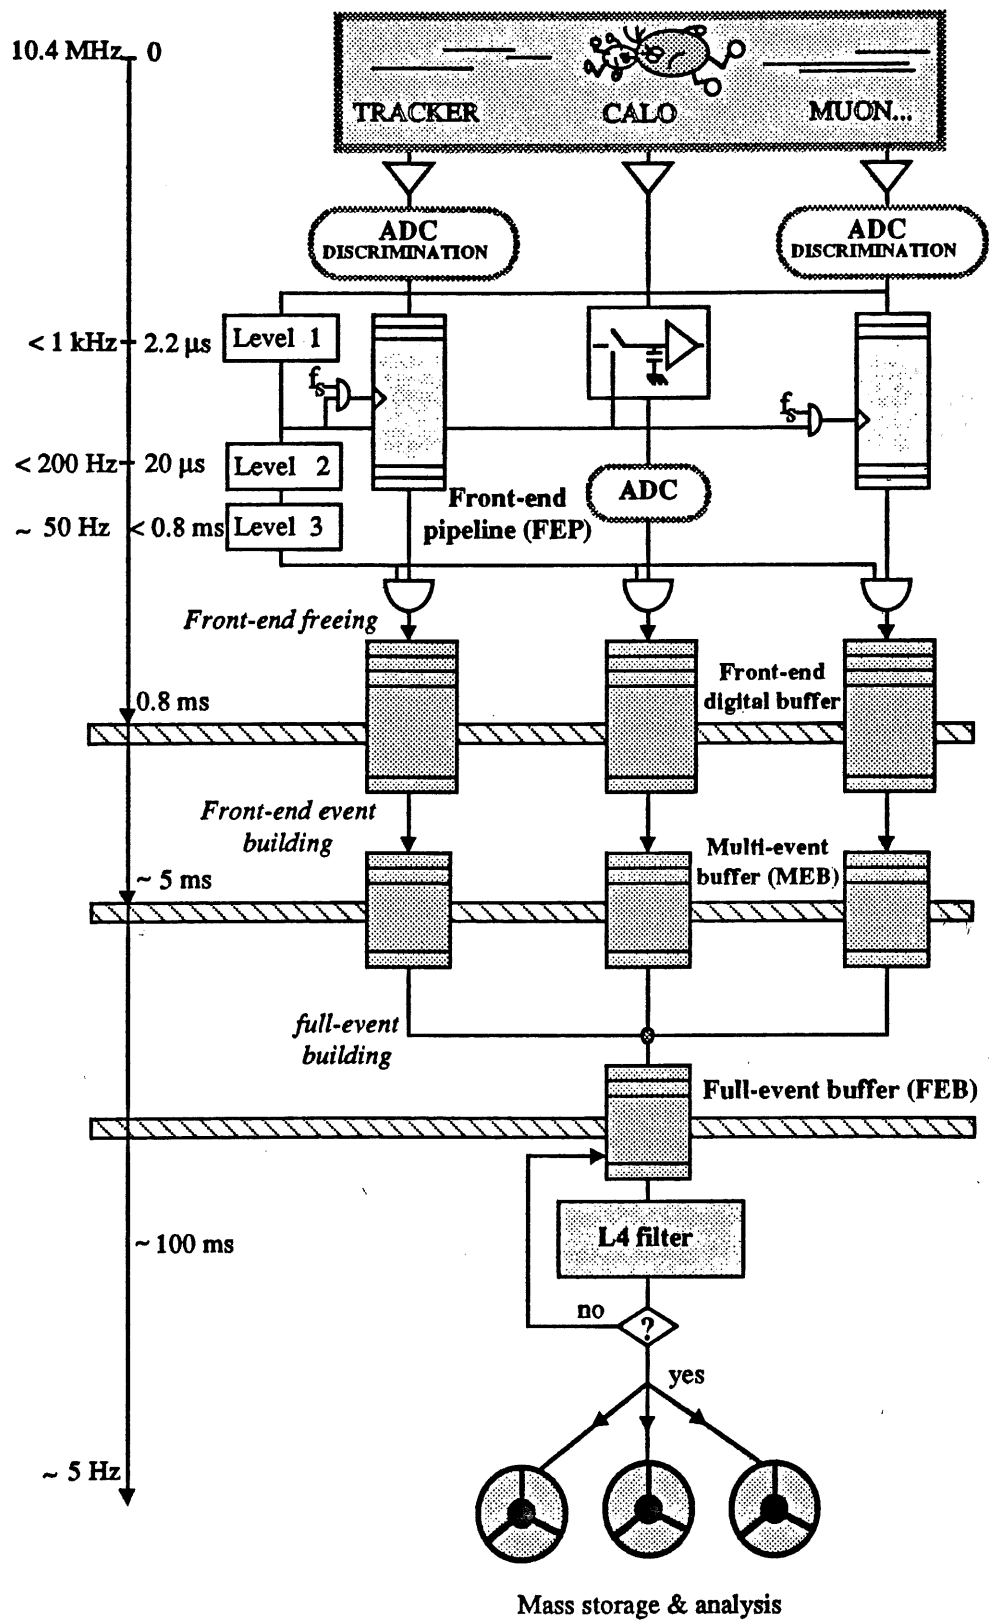 10.4 MHz 0
TRACKER CALO MUON...
ADC
DISCRIMINATION
ADC
DISCRIMINATION
< 1 kHz 2.2 µs Level 1
fs
fs
< 200 Hz 20 µs Level 2
ADC
Front-end
pipeline (FEP)
~ 50 Hz < 0.8 ms Level 3
Front-end freeing
Front-end
digital buffer
0.8 ms
Front-end event
building
Multi-event
buffer (MEB)
~ 5 ms
full-event
building
Full-event buffer (FEB)
L4 filter
~ 100 ms
no
?
yes
~ 5 Hz
Mass storage & analysis